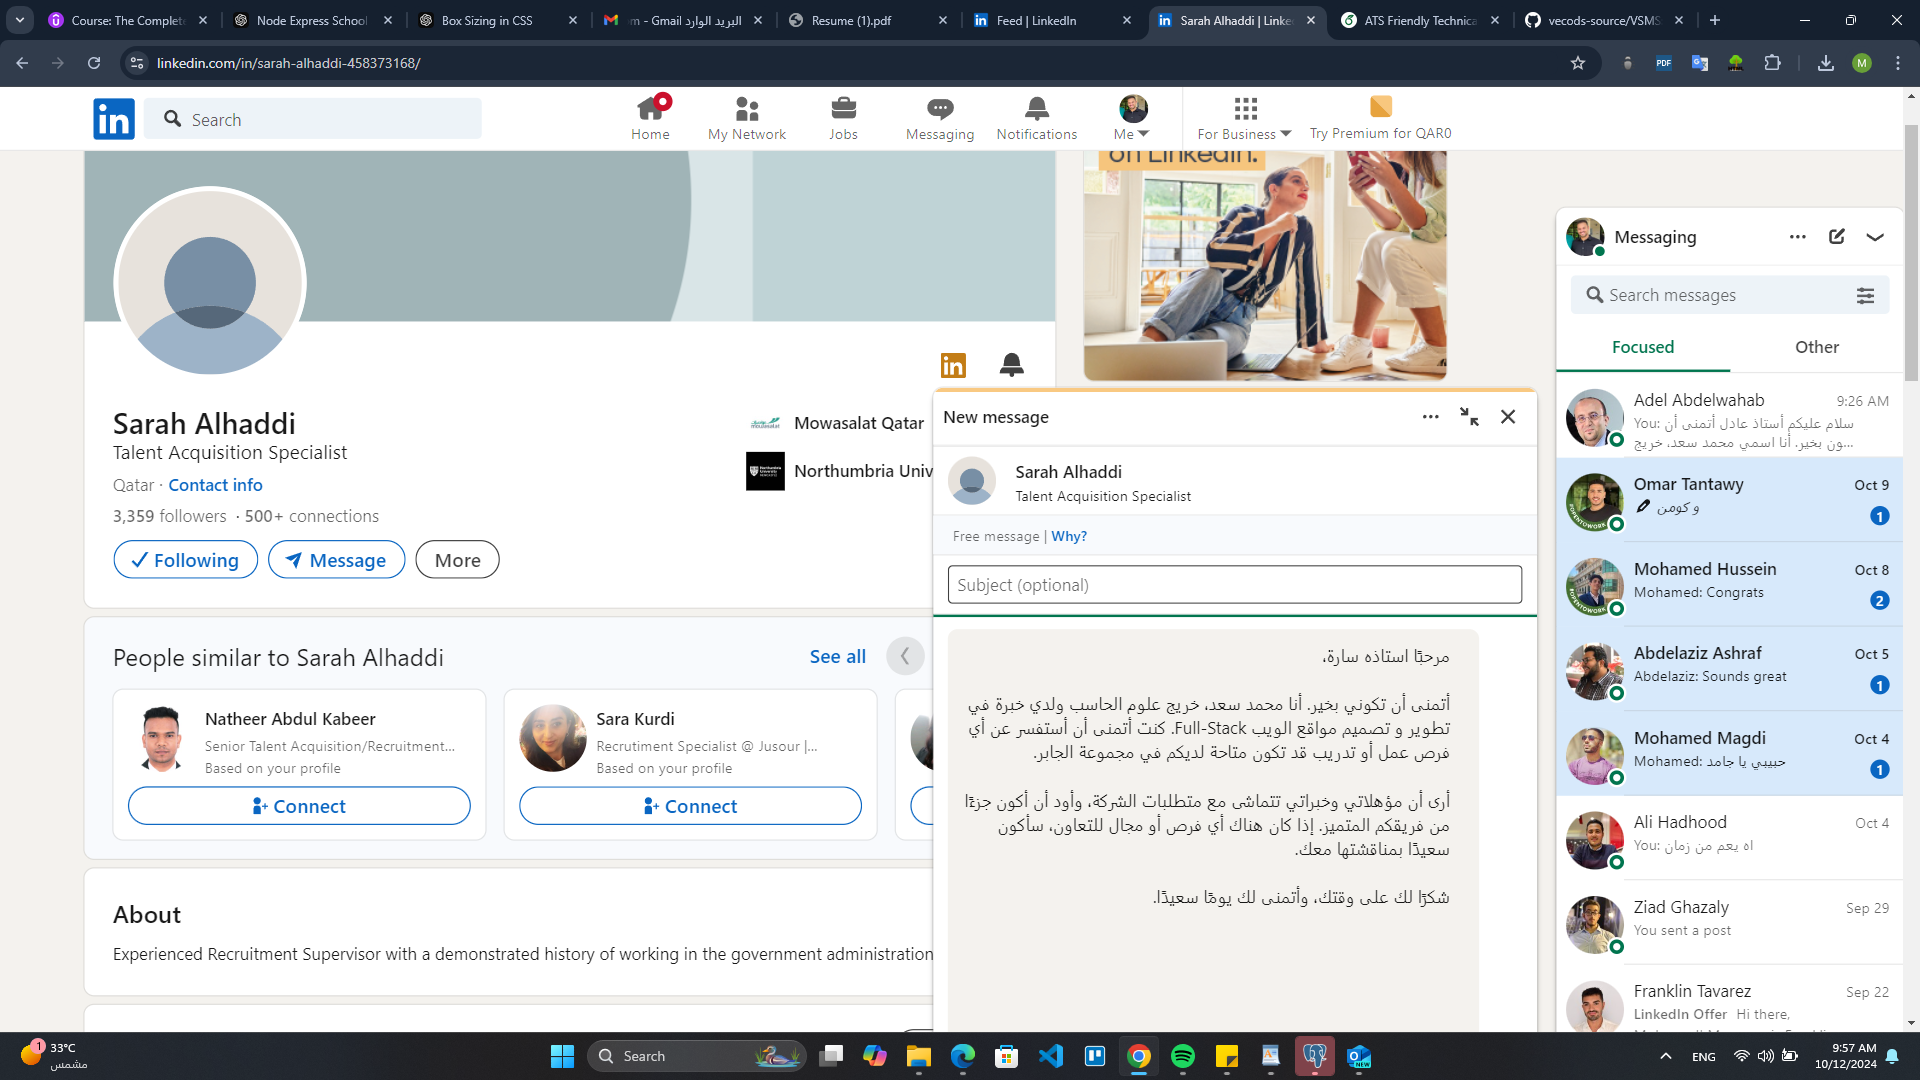 Course: The Complete
Node Express School
Box Sizing in CSS
البريد الوارد - Gmail
Resume (1).pdf
Feed | LinkedIn
Sarah Alhaddi | Linke
ATS Friendly Technica
vecods-source/VSMS
linkedin.com/in/sarah-alhaddi-458373168/
PDF
M
in
Search
Home
My Network
Jobs
Messaging
Notifications
Me
For Business
Try Premium for QAR0
on LinkedIn.
in
Sarah Alhaddi
Talent Acquisition Specialist
Qatar · Contact info
3,359 followers · 500+ connections
Following
Message
More
Mowasalat Qatar
Northumbria Univ
People similar to Sarah Alhaddi
See all
Natheer Abdul Kabeer
Senior Talent Acquisition/Recruitment...
Based on your profile
Connect
Sara Kurdi
Recrutiment Specialist @ Jusour |...
Based on your profile
Connect
About
Experienced Recruitment Supervisor with a demonstrated history of working in the government administration
New message
Sarah Alhaddi
Talent Acquisition Specialist
Free message | Why?
Subject (optional)
مرحبًا استاذه سارة،
أتمنى أن تكوني بخير. أنا محمد سعد، خريج علوم الحاسب ولدي خبرة في
تطوير و تصميم مواقع الويب Full-Stack. كنت أتمنى أن أستفسر عن أي
فرص عمل أو تدريب قد تكون متاحة لديكم في مجموعة الجابر.
أرى أن مؤهلاتي وخبراتي تتماشى مع متطلبات الشركة، وأود أن أكون جزءًا
من فريقكم المتميز. إذا كان هناك أي فرص أو مجال للتعاون، سأكون
سعيدًا بمناقشتها معك.
شكرًا لك على وقتك، وأتمنى لك يومًا سعيدًا.
Messaging
Search messages
Focused
Other
Adel Abdelwahab
9:26 AM
You: سلام عليكم أستاذ عادل أتمنى أن
ون بخير. أنا اسمي محمد سعد، خريج...
Omar Tantawy
Oct 9
و كومن
1
Mohamed Hussein
Oct 8
Mohamed: Congrats
2
Abdelaziz Ashraf
Oct 5
Abdelaziz: Sounds great
1
Mohamed Magdi
Oct 4
Mohamed: حبيبي يا جامد
1
Ali Hadhood
Oct 4
You: اه يعم من زمان
Ziad Ghazaly
Sep 29
You sent a post
Franklin Tavarez
Sep 22
LinkedIn Offer Hi there,
1
33°C
مشمس
Search
NEW
ENG
9:57 AM
10/12/2024